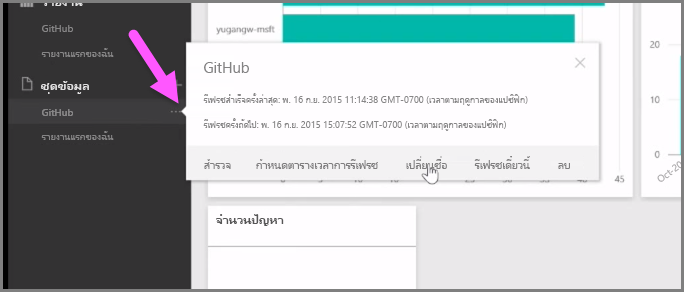 รายงาน
GitHub
รายงานแรกของฉัน
ชุดข้อมูล
GitHub
รายงานแรกของฉัน
yugangw-msft
GitHub
รีเฟรชสำเร็จครั้งล่าสุด: พ. 16 ก.ย. 2015 11:14:38 GMT-0700 (เวลาตามฤดูกาลของแปซิฟิก)
รีเฟรชครั้งถัดไป: พ. 16 ก.ย. 2015 15:07:52 GMT-0700 (เวลาตามฤดูกาลของแปซิฟิก)
สำรวจ กำหนดตารางเวลาการรีเฟรช เปลี่ยนชื่อ รีเฟรชเดี๋ยวนี้ ลบ
45
จำนวนปัญหา
20
10
0
Oct-20